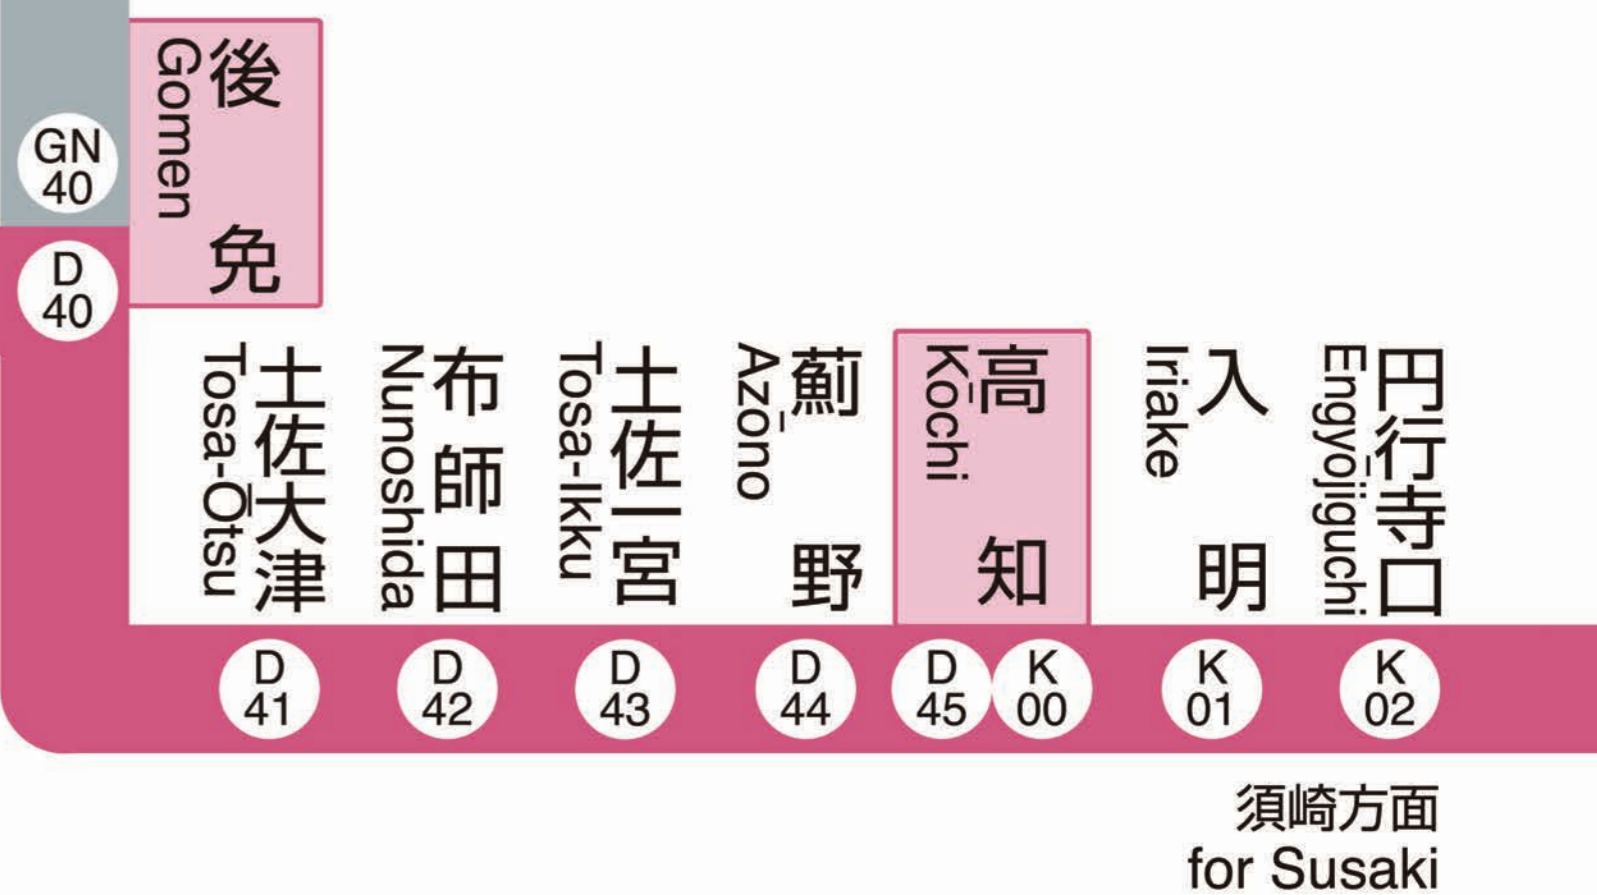 後免
Gomen
GN
40
D
40
土佐大津
Tosa-Ōtsu
布師田
Nunoshida
土佐一宮
Tosa-Ikku
薊野
Azōno
高知
Kōchi
入明
Iriake
円行寺口
Engyōjiguchi
D
41
D
42
D
43
D
44
D
45
K
00
K
01
K
02
須崎方面
for Susaki